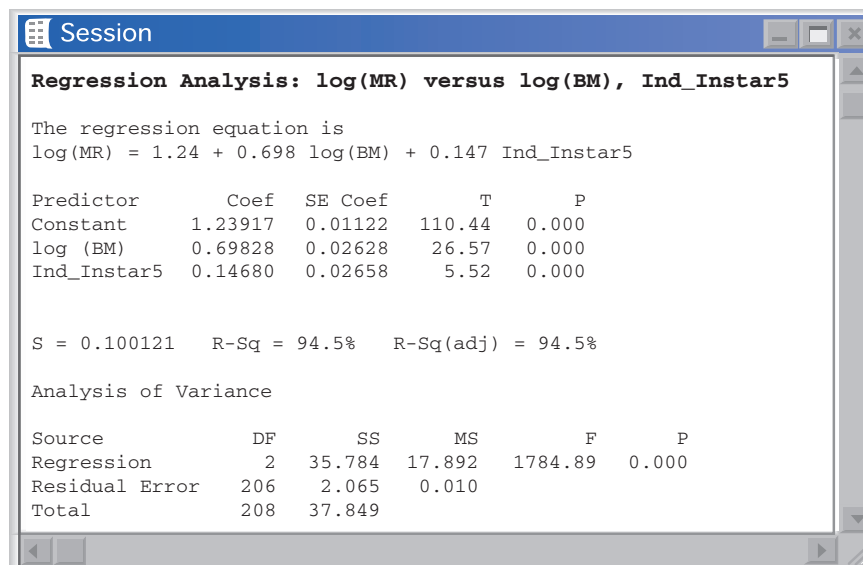 Session
Regression Analysis: log(MR) versus log(BM), Ind_Instar5
The regression equation is
log(MR) = 1.24 + 0.698 log(BM) + 0.147 Ind_Instar5
Predictor Coef SE Coef T P
Constant 1.23917 0.01122 110.44 0.000
log (BM) 0.69828 0.02628 26.57 0.000
Ind_Instar5 0.14680 0.02658 5.52 0.000
S = 0.100121 R-Sq = 94.5% R-Sq(adj) = 94.5%
Analysis of Variance
Source DF SS MS F P
Regression 2 35.784 17.892 1784.89 0.000
Residual Error 206 2.065 0.010
Total 208 37.849